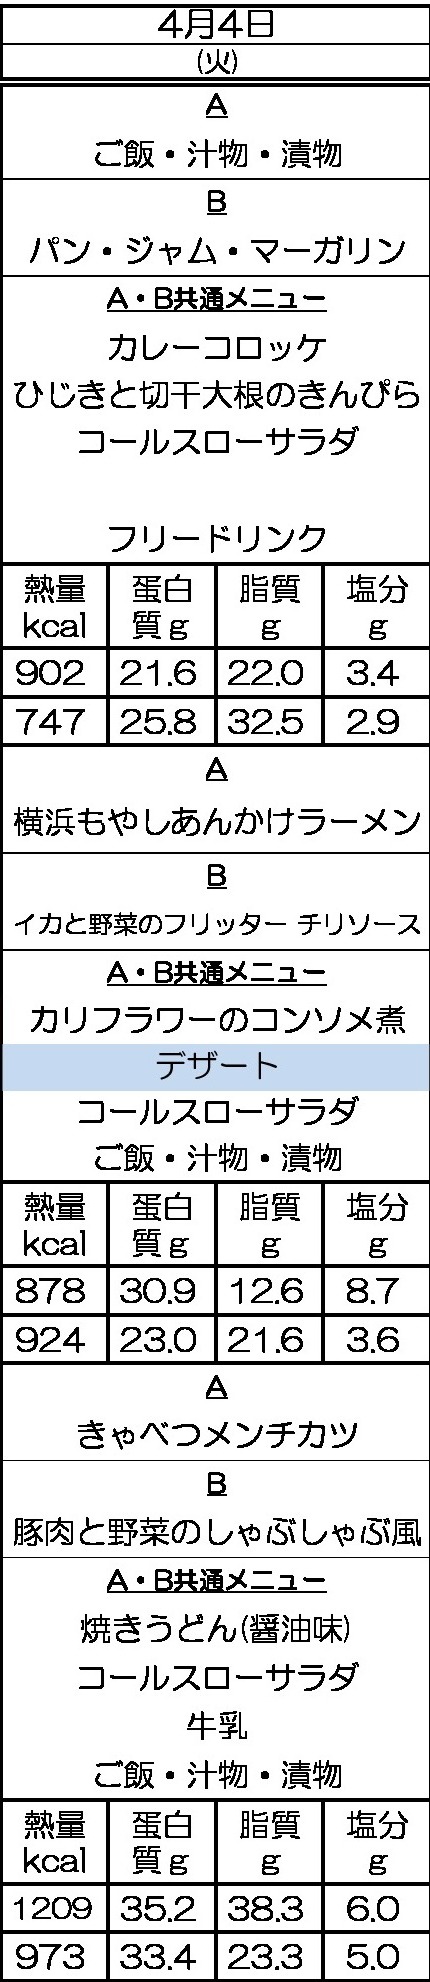 4月4日
(火)
A
ご飯・汁物・漬物
B
パン・ジャム・マーガリン
A・B共通メニュー
カレーコロッケ
ひじきと切干大根のきんぴら
コールスローサラダ
フリードリンク
熱量 蛋白 脂質 塩分
kcal 質g g g
902 21.6 22.0 3.4
747 25.8 32.5 2.9
A
横浜もやしあんかけラーメン
B
イカと野菜のフリッター チリソース
A・B共通メニュー
カリフラワーのコンソメ煮
デザート
コールスローサラダ
ご飯・汁物・漬物
熱量 蛋白 脂質 塩分
kcal 質g g g
878 30.9 12.6 8.7
924 23.0 21.6 3.6
A
きゃべつメンチカツ
B
豚肉と野菜のしゃぶしゃぶ風
A・B共通メニュー
焼きうどん(醤油味)
コールスローサラダ
牛乳
ご飯・汁物・漬物
熱量 蛋白 脂質 塩分
kcal 質g g g
1209 35.2 38.3 6.0
973 33.4 23.3 5.0